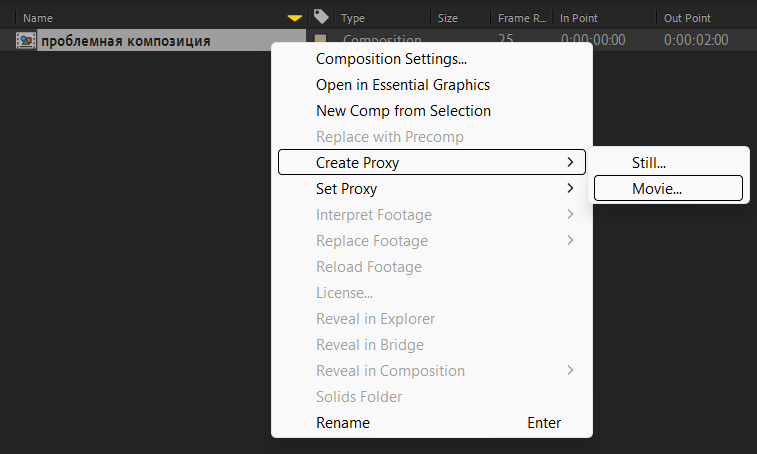 Name Type Size Frame R... In Point Out Point
проблемная композиция Composition 25 0:00:00:00 0:00:02:00
Composition Settings...
Open in Essential Graphics
New Comp from Selection
Replace with Precomp
Create Proxy
Still...
Set Proxy
Movie...
Interpret Footage
Replace Footage
Reload Footage
License...
Reveal in Explorer
Reveal in Bridge
Reveal in Composition
Solids Folder
Rename Enter